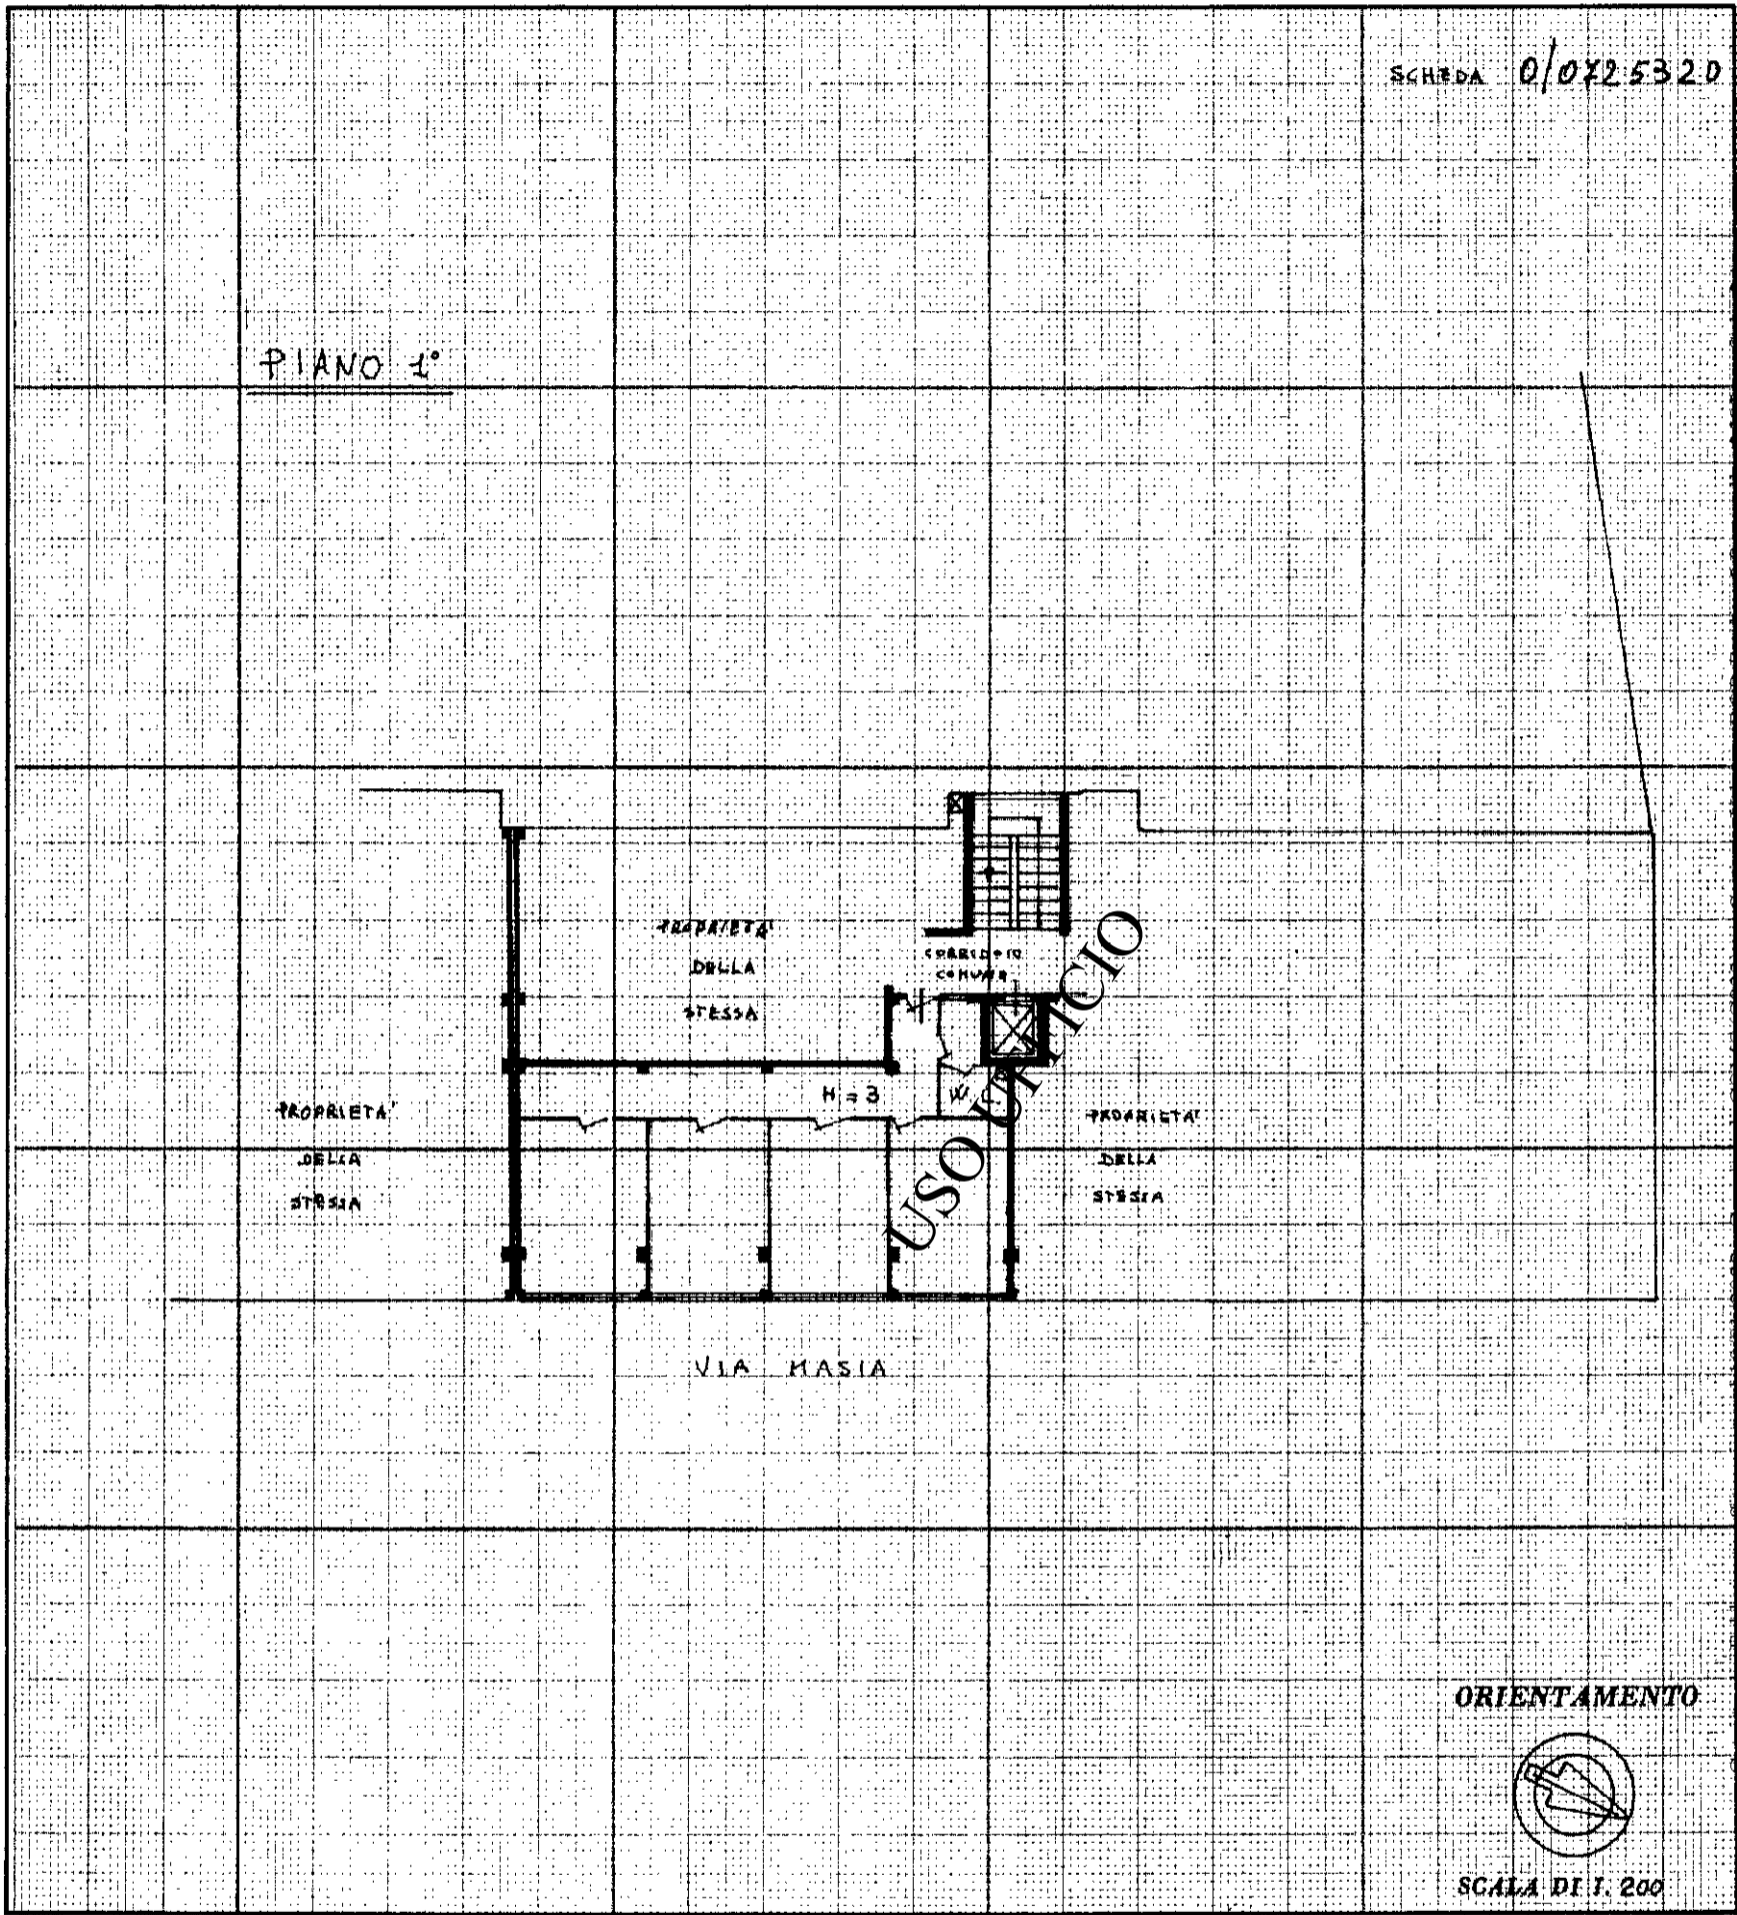 SCHEDA 0/0725320
PIANO 1°
PROPRIETA'
DELLA
STESSA
CORRIDOIO
COMUNE
H = 3
W.
PROPRIETA'
DELLA
STESSA
PROPRIETA'
DELLA
STESSA
USO UFFICIO
VIA MASIA
ORIENTAMENTO
SCALA DI 1. 200